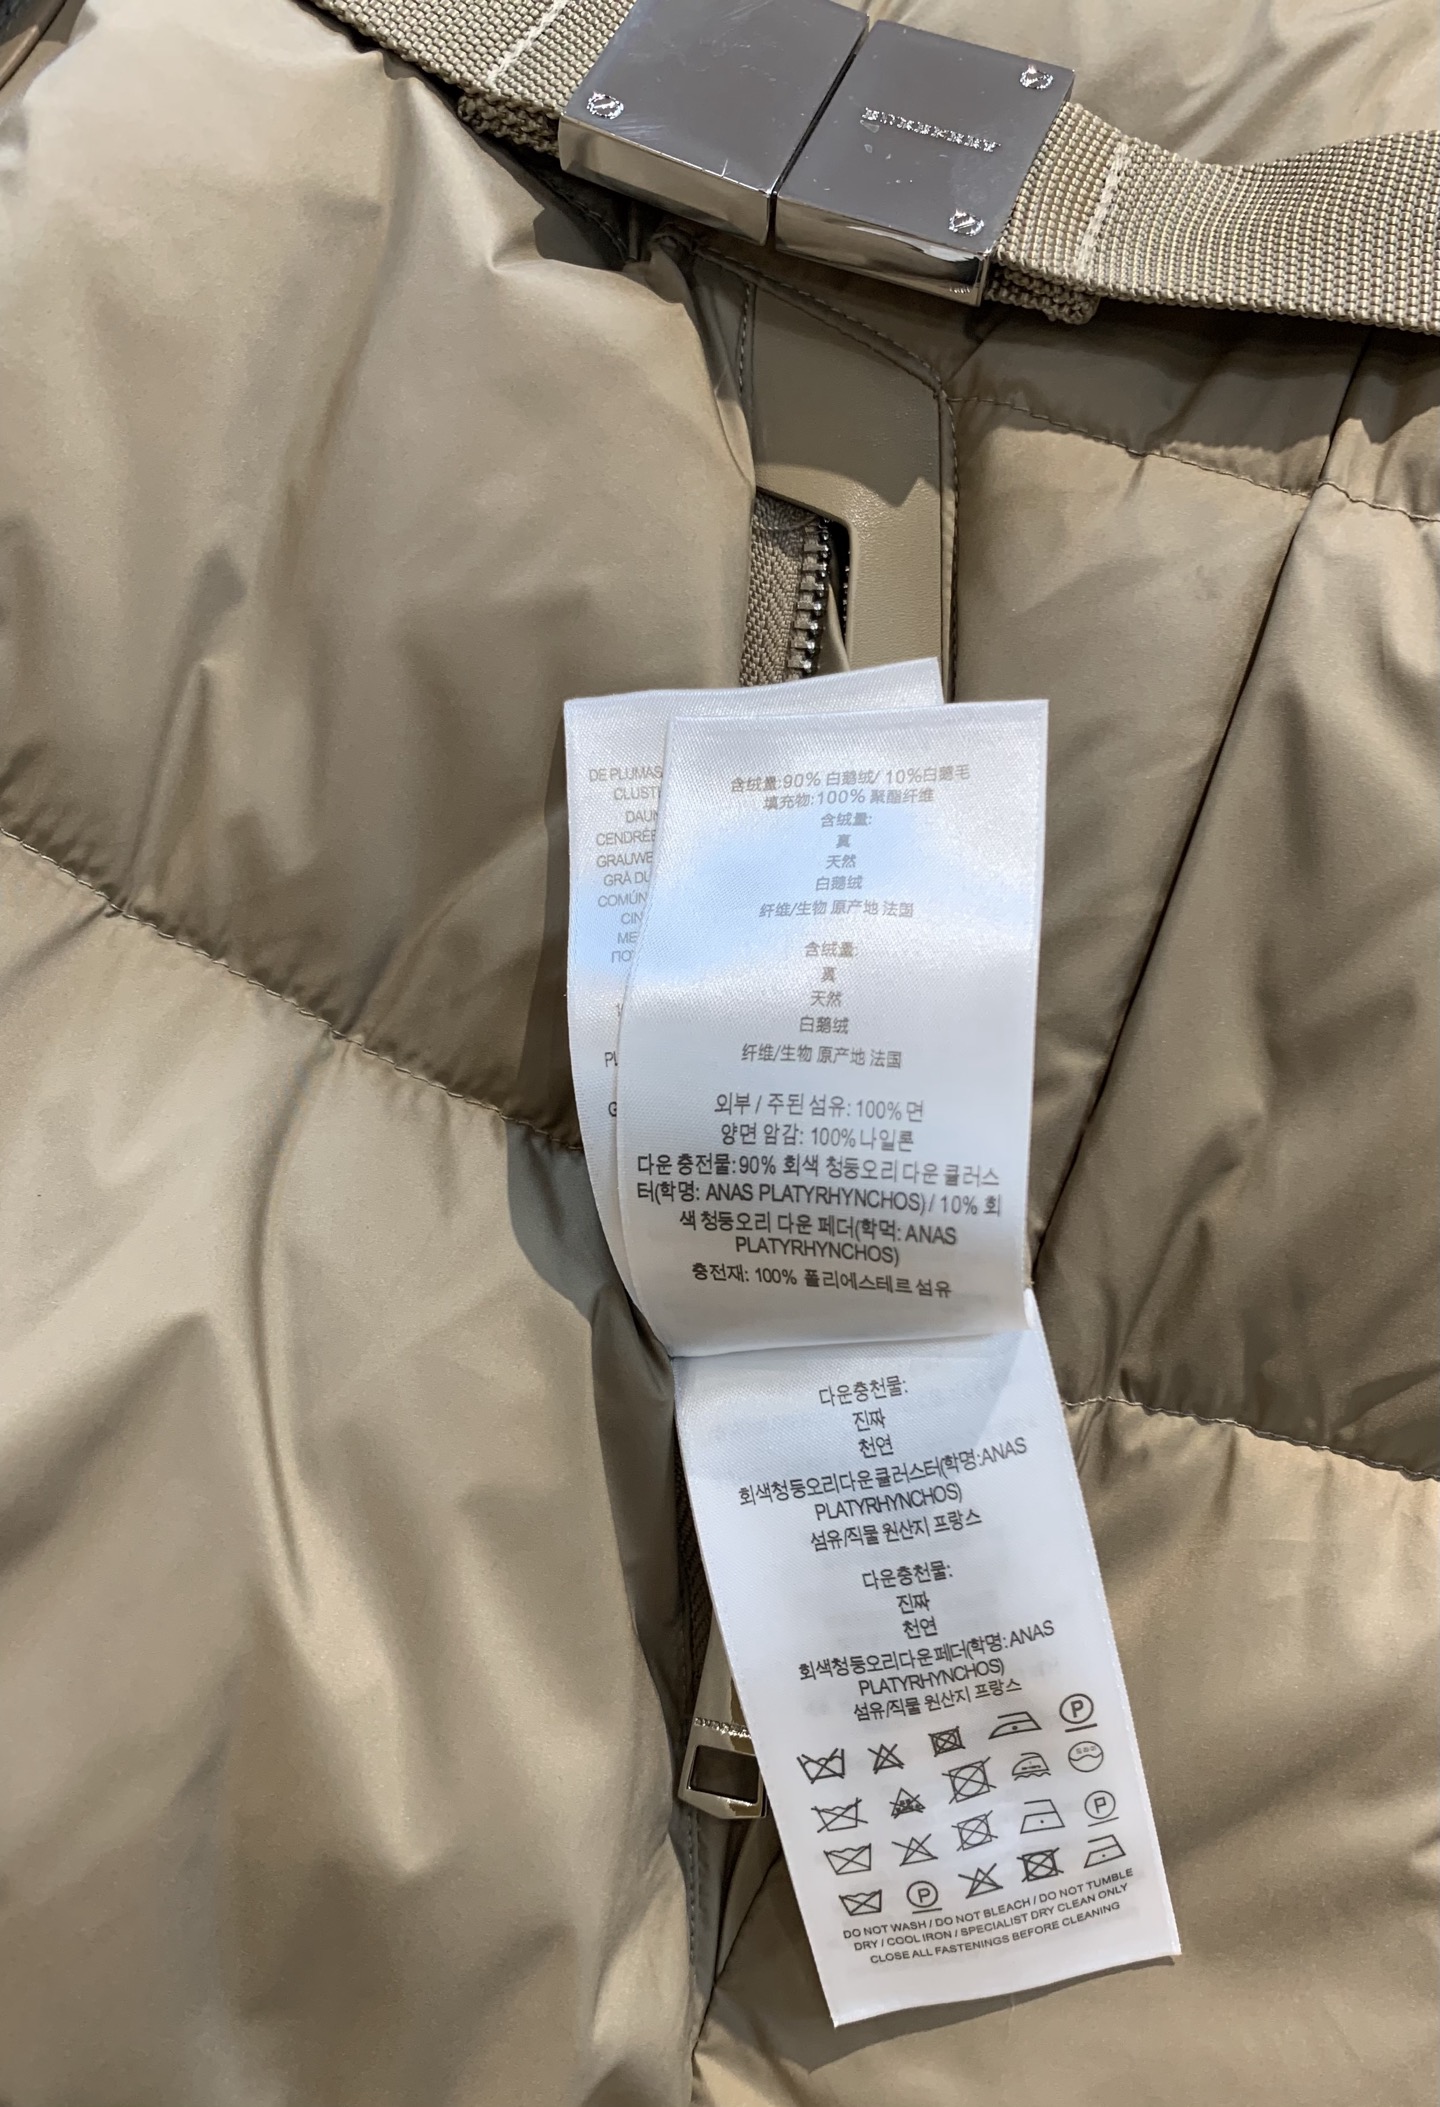 BURBERRY
DE PLUMAS
CLUST
DAUN
CENDRÉE
GRAUWE
GRÅ DU
COMÚN
CIN
ME
ПО
PL
G
含绒量:90% 白鹅绒/ 10%白鹅毛
填充物:100% 聚酯纤维
含绒量:
真
天然
白鹅绒
纤维/生物 原产地 法国
含绒量:
真
天然
白鹅绒
纤维/生物 原产地 法国
외부 / 주된 섬유: 100% 면
양면 암감: 100% 나일론
다운 충전물:90% 회색 청둥오리 다운 클러스
터(학명: ANAS PLATYRHYNCHOS) / 10% 회
색 청둥오리 다운 페더(학먹: ANAS
PLATYRHYNCHOS)
충전재: 100% 폴리에스테르 섬유
다운충천물:
진짜
천연
회색청둥오리다운클러스터(학명:ANAS
PLATYRHYNCHOS)
섬유/직물 원산지 프랑스
다운충천물:
진짜
천연
회색청둥오리다운페더(학명:ANAS
PLATYRHYNCHOS)
섬유/직물 원산지 프랑스
P
P
P
DO NOT WASH / DO NOT BLEACH / DO NOT TUMBLE
DRY / COOL IRON / SPECIALIST DRY CLEAN ONLY
CLOSE ALL FASTENINGS BEFORE CLEANING